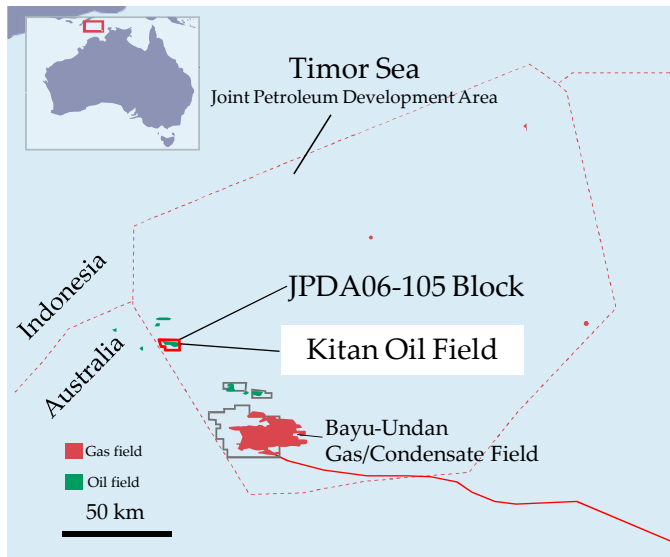 Timor Sea
Joint Petroleum Development Area
Indonesia
Australia
JPDA06-105 Block
Kitan Oil Field
Bayu-Undan
Gas/Condensate Field
Gas field
Oil field
50 km